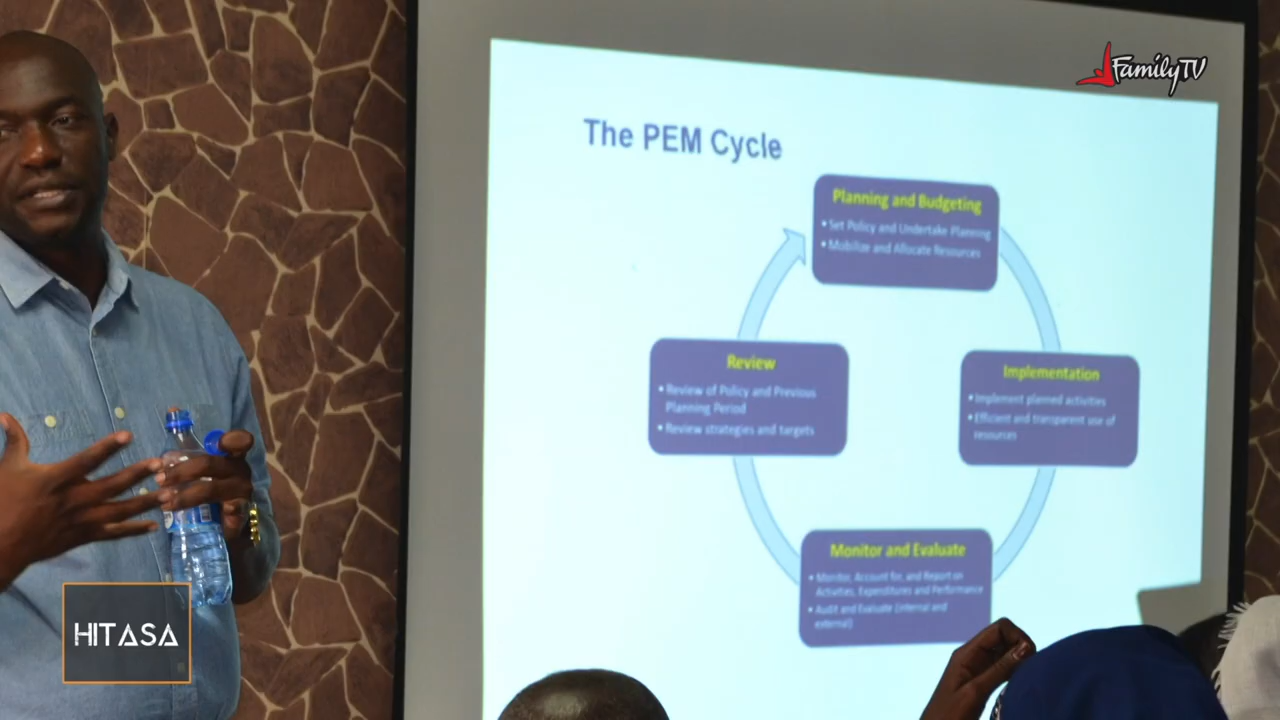 FamilyTV
The PEM Cycle
Planning and Budgeting
• Set Policy and Undertake Planning
• Mobilize and Allocate Resources
Review
• Review of Policy and Previous
Planning Period
• Review strategies and targets
Implementation
• Implement planned activities
• Efficient and transparent use of
resources
Monitor and Evaluate
• Monitor, Account for, and Report on
Activities, Expenditures and Performance
• Audit and Evaluate (internal and
external)
HITASA